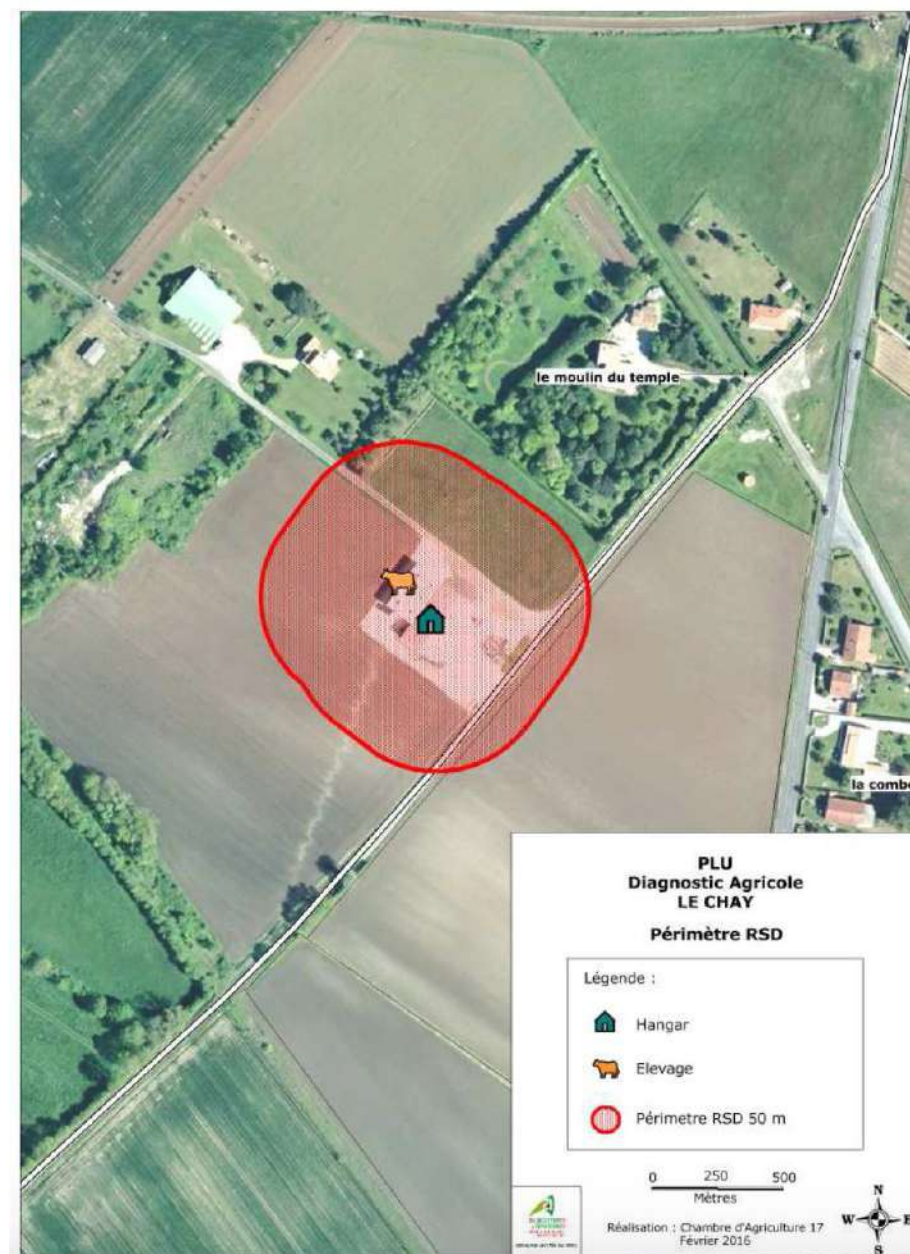 le moulin du temple
la combe
PLU
Diagnostic Agricole
LE CHAY
Périmètre RSD
Légende :
Hangar
Elevage
Périmetre RSD 50 m
0 250 500
Mètres
Réalisation : Chambre d'Agriculture 17
Février 2016
N
W E
S